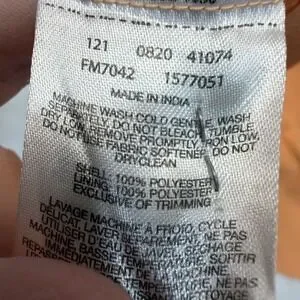 121 0820 41074
FM7042 1577051
MADE IN INDIA
MACHINE WASH COLD GENTLE, WASH
SEPARATELY, DO NOT BLEACH, TUMBLE
DRY LOW, REMOVE PROMPTLY, IRON LOW,
DO NOT USE FABRIC SOFTENER, DO NOT
DRYCLEAN
SHELL: 100% POLYESTER
LINING: 100% POLYESTER
EXCLUSIVE OF TRIMMING
LAVAGE MACHINE A FROID, CYCLE
DELICAT, LAVER SEPAREMENT, NE PAS
BLANCHIR, SECHAGE
MACHINE, BASSE TEMPERATURE, SORTIR